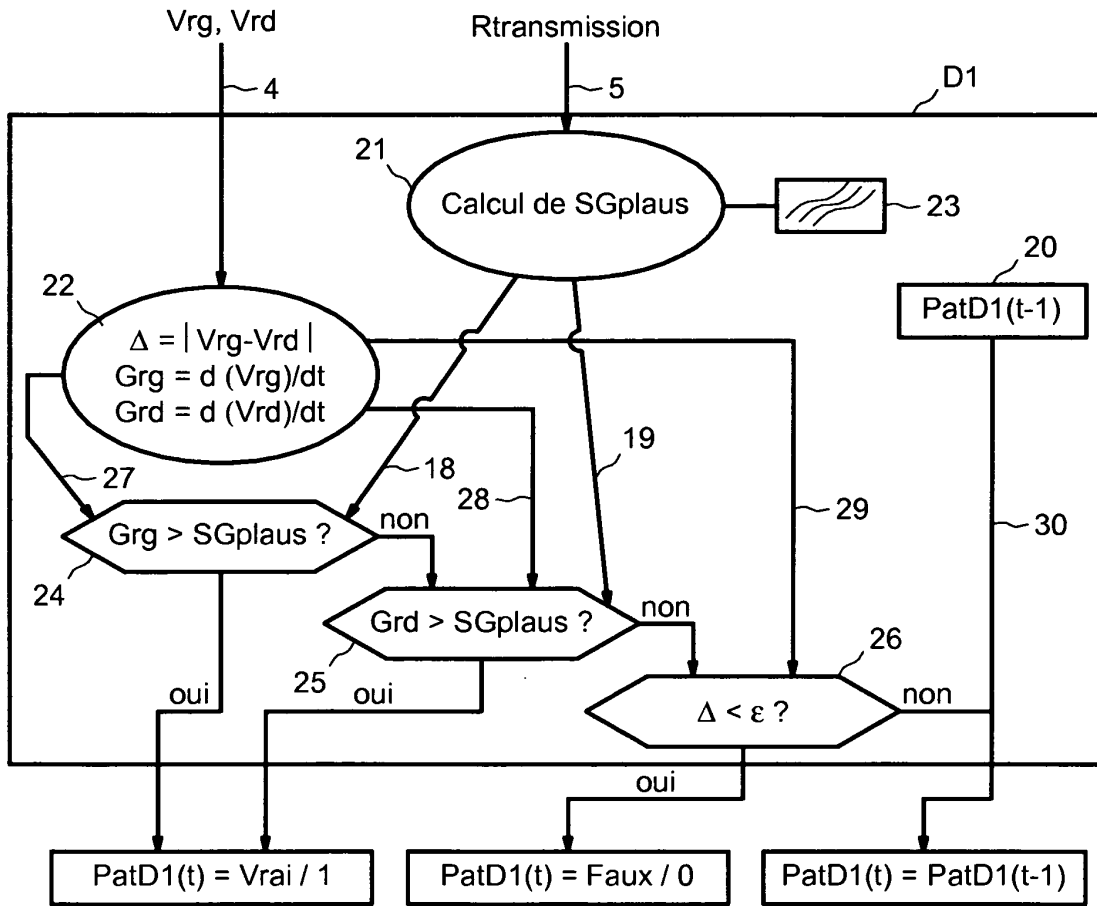 Vrg, Vrd
Rtransmission
4
5
D1
21
Calcul de SGplaus
23
20
PatD1(t-1)
22
Δ = | Vrg-Vrd |
Grg = d (Vrg)/dt
Grd = d (Vrd)/dt
27
18
28
19
29
30
Grg > SGplaus ?
non
24
Grd > SGplaus ?
non
25
26
oui
oui
Δ < ε ?
non
oui
PatD1(t) = Vrai / 1
PatD1(t) = Faux / 0
PatD1(t) = PatD1(t-1)